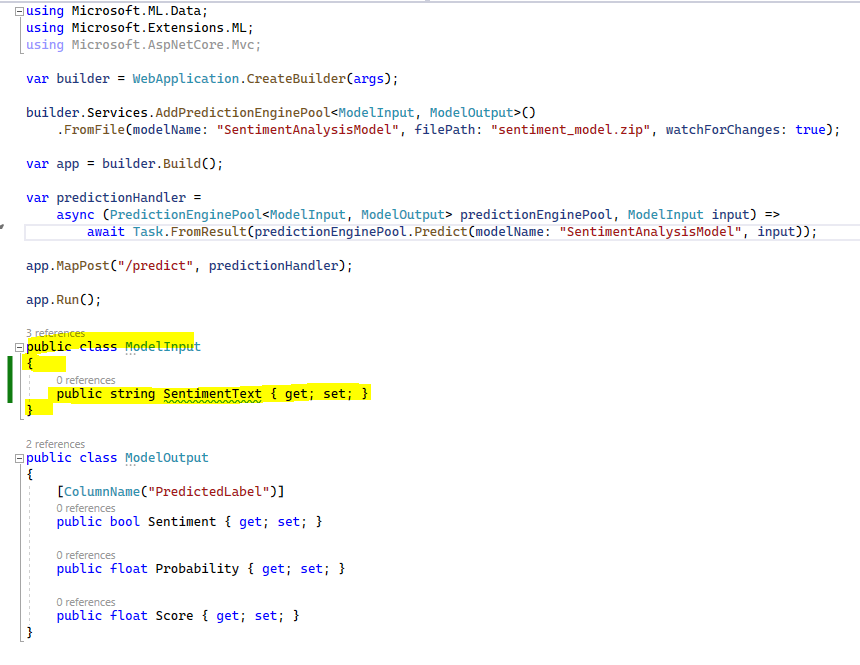 using Microsoft.ML.Data;
using Microsoft.Extensions.ML;
using Microsoft.AspNetCore.Mvc;

var builder = WebApplication.CreateBuilder(args);

builder.Services.AddPredictionEnginePool<ModelInput, ModelOutput>()
    .FromFile(modelName: "SentimentAnalysisModel", filePath: "sentiment_model.zip", watchForChanges: true);

var app = builder.Build();

var predictionHandler =
    async (PredictionEnginePool<ModelInput, ModelOutput> predictionEnginePool, ModelInput input) =>
        await Task.FromResult(predictionEnginePool.Predict(modelName: "SentimentAnalysisModel", input));

app.MapPost("/predict", predictionHandler);

app.Run();

3 references
public class ModelInput
{
    0 references
    public string SentimentText { get; set; }
}

2 references
public class ModelOutput
{
    [ColumnName("PredictedLabel")]
    0 references
    public bool Sentiment { get; set; }

    0 references
    public float Probability { get; set; }

    0 references
    public float Score { get; set; }
}